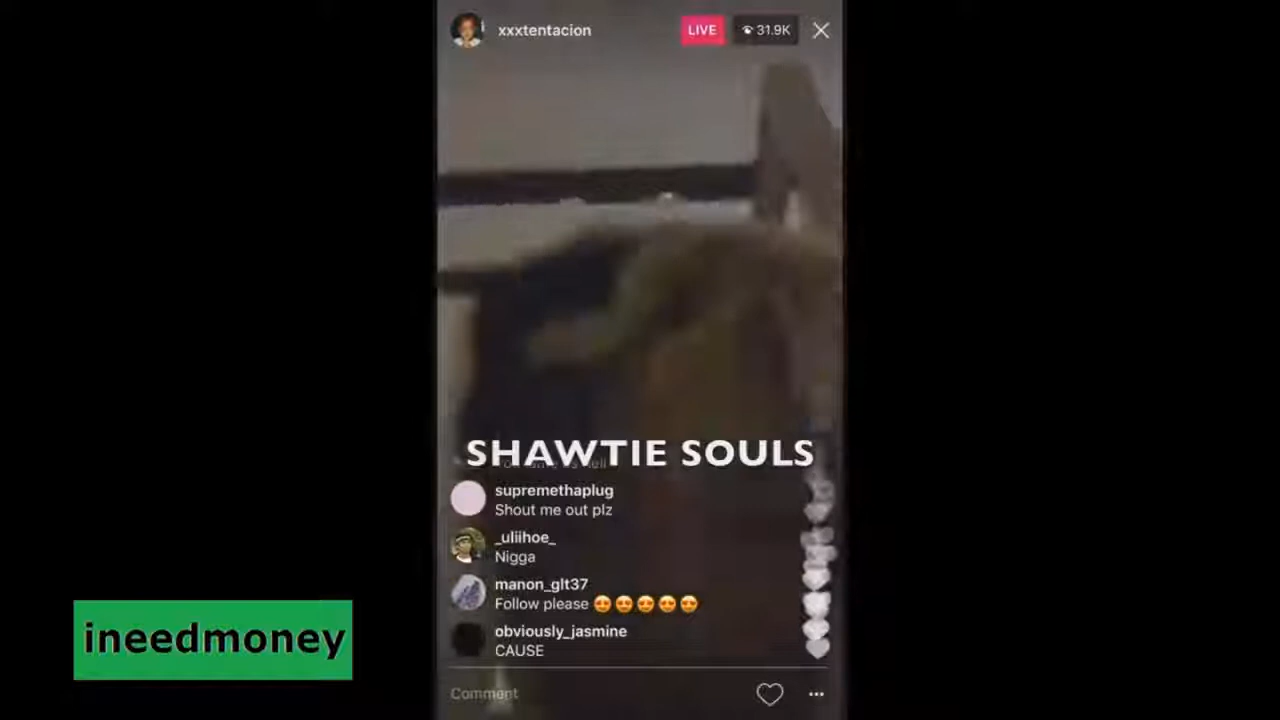 xxxtentacion
LIVE
31.9K
SHAWTIE SOULS
supremethaplug
Shout me out plz
_uliihoe_
Nigga
manon_glt37
Follow please 😍😍😍😍😍
obviously_jasmine
CAUSE
ineedmoney
Comment